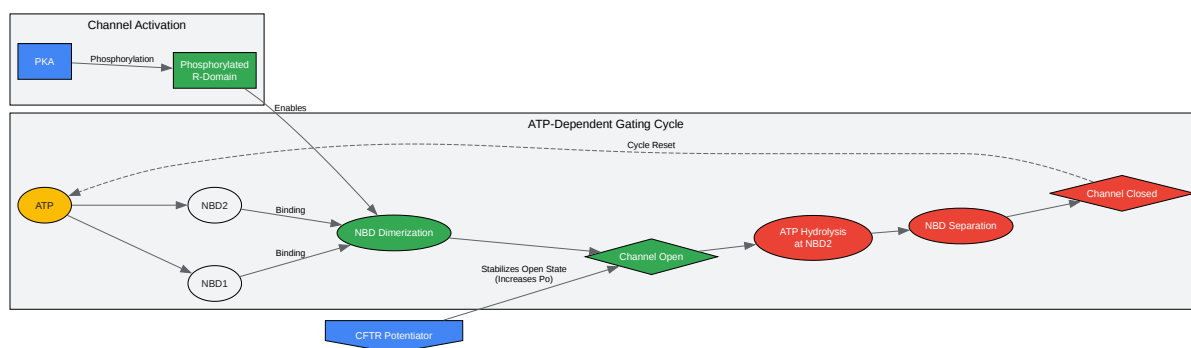 Channel Activation
PKA
Phosphorylation
Phosphorylated
R-Domain
Enables
ATP-Dependent Gating Cycle
Cycle Reset
ATP
NBD2
Binding
NBD1
Binding
NBD Dimerization
Stabilizes Open State
(Increases Po)
Channel Open
ATP Hydrolysis
at NBD2
NBD Separation
Channel Closed
CFTR Potentiator